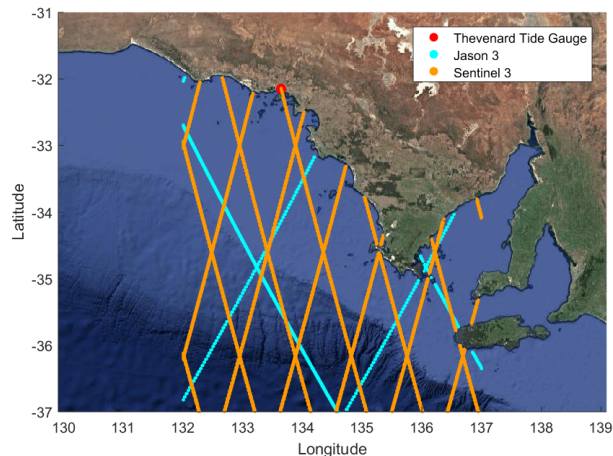 -31
-32
-33
-34
-35
-36
-37
Latitude
Thevenard Tide Gauge
Jason 3
Sentinel 3
130 131 132 133 134 135 136 137 138 139
Longitude